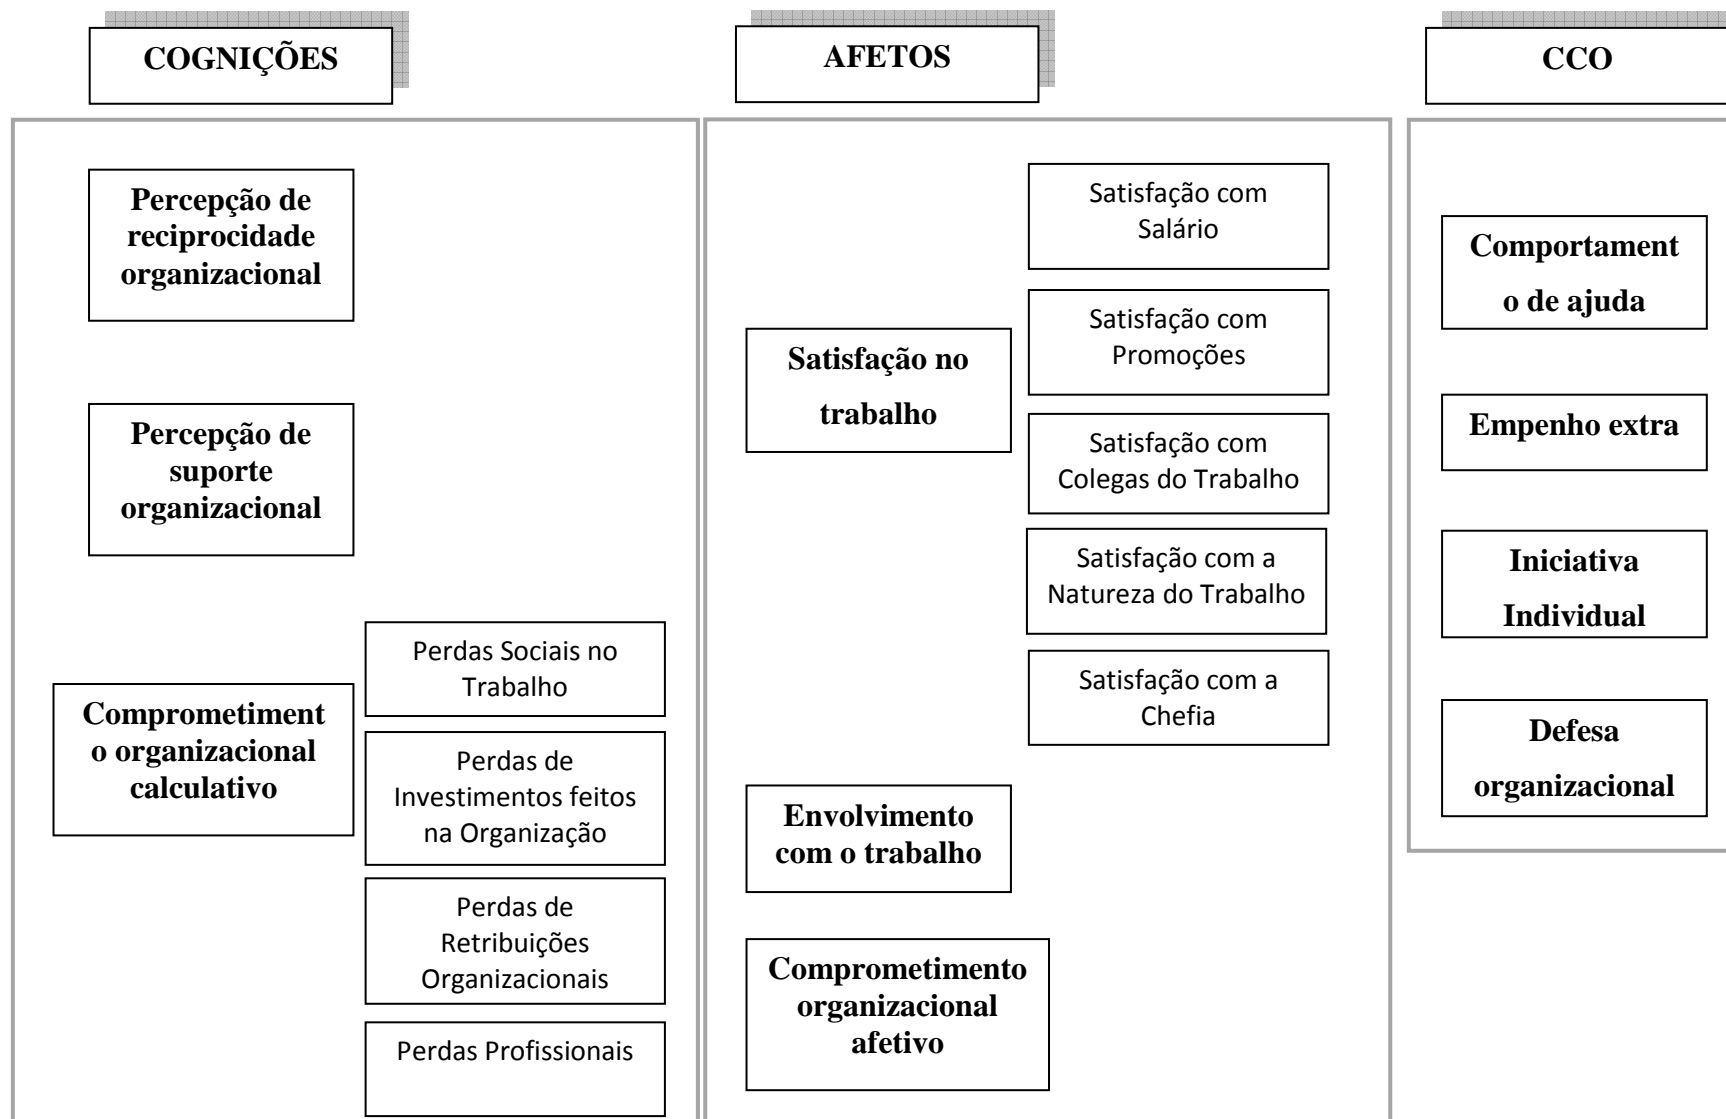 COGNIÇÕES
Percepção de
reciprocidade
organizacional
Percepção de
suporte
organizacional
Compromentiment
o organizacional
calculativo
Perdas Sociais no
Trabalho
Perdas de
Investimentos feitos
na Organização
Perdas de
Retribuições
Organizacionais
Perdas Profissionais
AFETOS
Satisfação no
trabalho
Satisfação com
Salário
Satisfação com
Promoções
Satisfação com
Colegas do Trabalho
Satisfação com a
Natureza do Trabalho
Satisfação com a
Chefia
Envolvimento
com o trabalho
Comprometimento
organizacional
afetivo
CCO
Comportament
o de ajuda
Empenho extra
Iniciativa
Individual
Defesa
organizacional